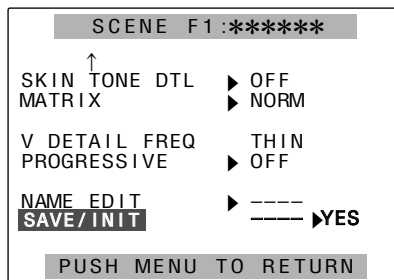 SCENE F1:******
↑
SKIN TONE DTL ▶ OFF
MATRIX ▶ NORM
V DETAIL FREQ THIN
PROGRESSIVE ▶ OFF
NAME EDIT ▶ ----
SAVE/INIT ---- ▶YES
PUSH MENU TO RETURN